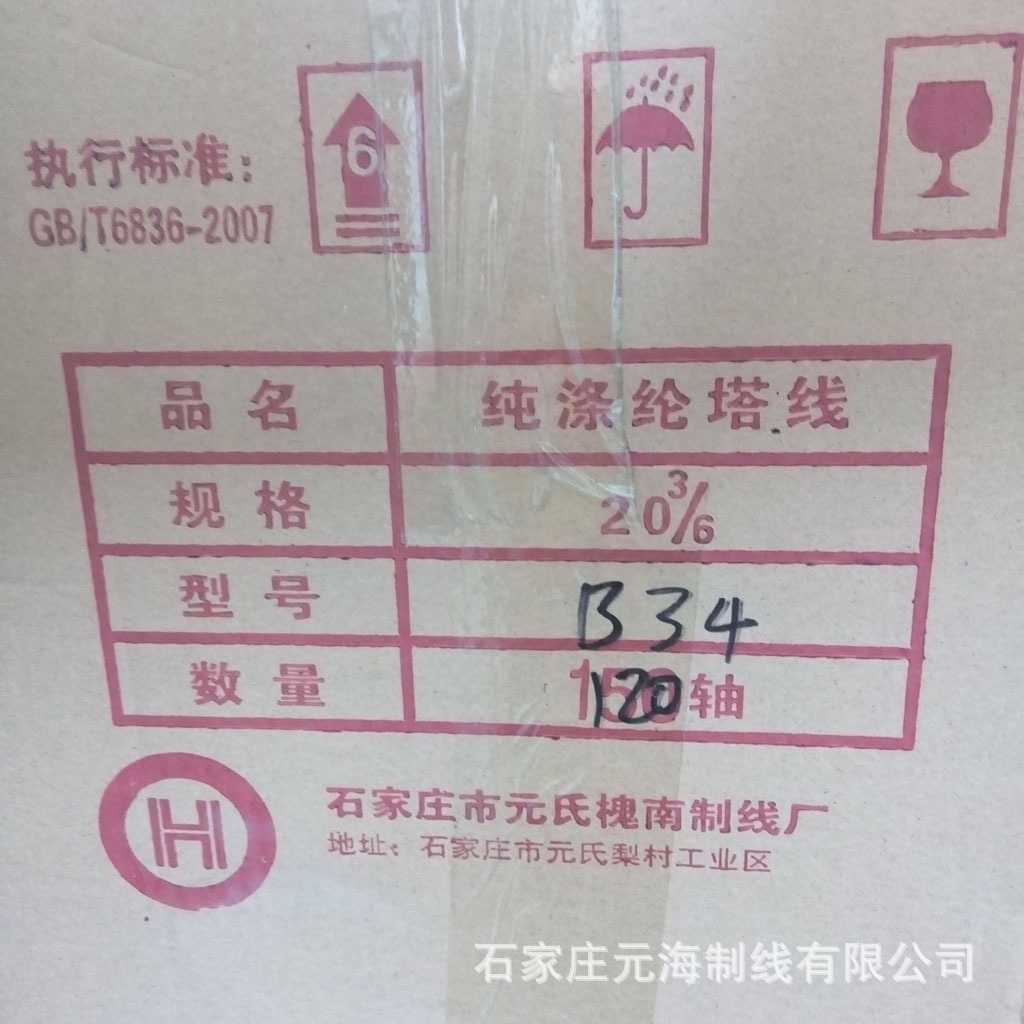 执行标准：
GB/T6836-2007
6
品名 纯涤纶塔线
规格 20 3/6
型号 B34
数量 120轴
H
石家庄市元氏槐南制线厂
地址：石家庄市元氏梨村工业区
石家庄元海制线有限公司